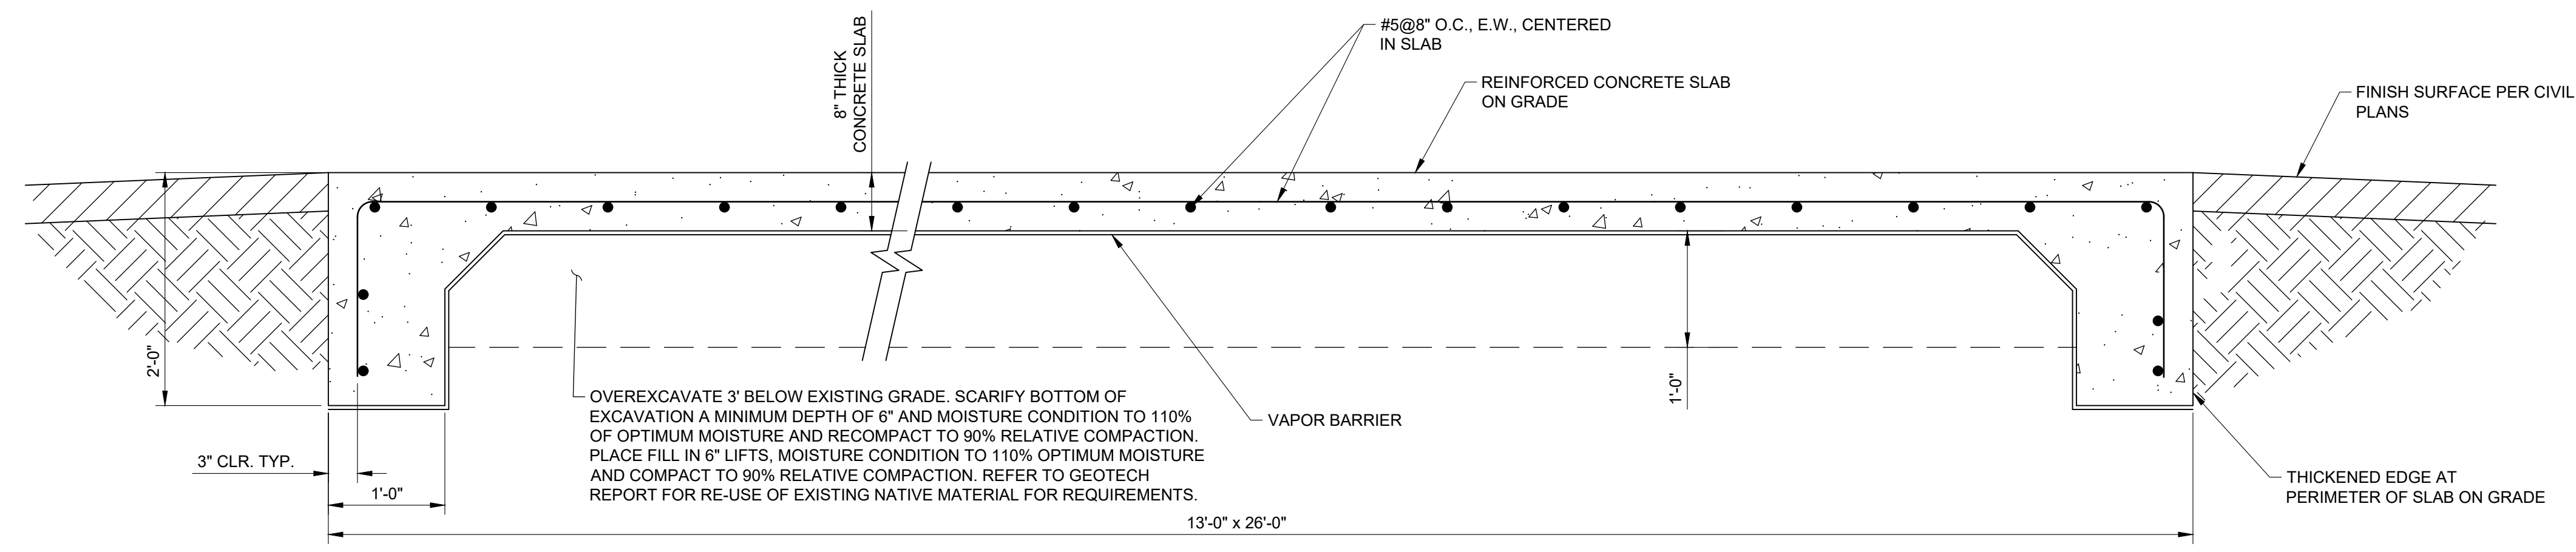 8" THICK
CONCRETE SLAB
#5@8" O.C., E.W., CENTERED
IN SLAB
REINFORCED CONCRETE SLAB
ON GRADE
FINISH SURFACE PER CIVIL
PLANS
2'-0"
1'-0"
OVEREXCAVATE 3' BELOW EXISTING GRADE. SCARIFY BOTTOM OF
EXCAVATION A MINIMUM DEPTH OF 6" AND MOISTURE CONDITION TO 110%
OF OPTIMUM MOISTURE AND RECOMPACT TO 90% RELATIVE COMPACTION.
PLACE FILL IN 6" LIFTS, MOISTURE CONDITION TO 110% OPTIMUM MOISTURE
AND COMPACT TO 90% RELATIVE COMPACTION. REFER TO GEOTECH
REPORT FOR RE-USE OF EXISTING NATIVE MATERIAL FOR REQUIREMENTS.
VAPOR BARRIER
3" CLR. TYP.
1'-0"
THICKENED EDGE AT
PERIMETER OF SLAB ON GRADE
13'-0" x 26'-0"